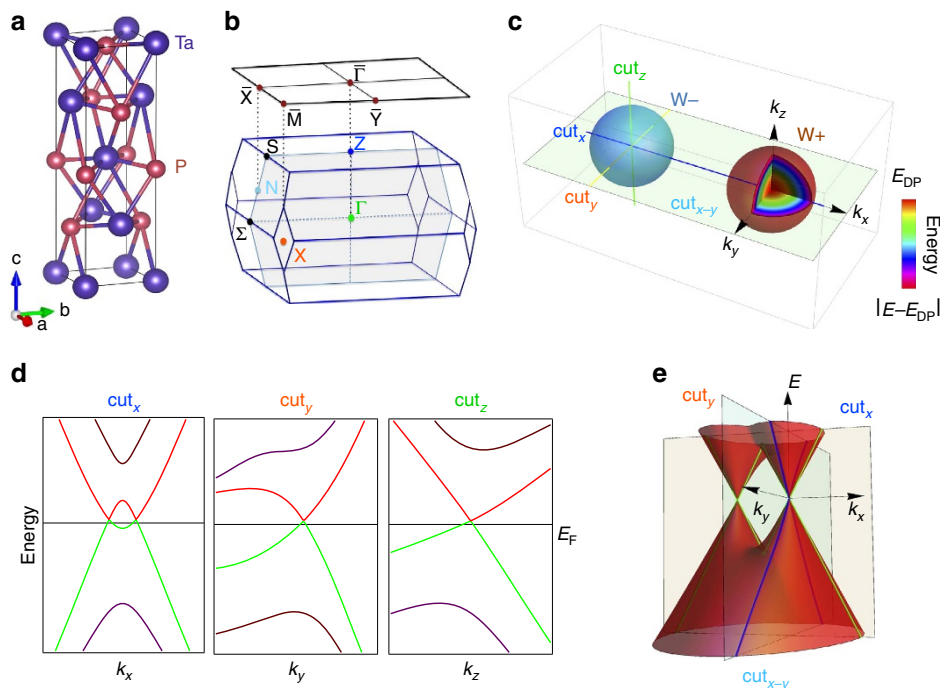 a
Ta
P
c
b
a
b
X̄
Γ̄
M̄
Ȳ
S
Z
N
Γ
Σ
X
c
cut_z
W–
k_z
W+
cut_x
cut_y
cut_x–y
k_x
k_y
E_DP
Energy
|E–E_DP|
d
cut_x
cut_y
cut_z
Energy
E_F
k_x
k_y
k_z
e
cut_y
E
cut_x
k_y
k_x
cut_x–y